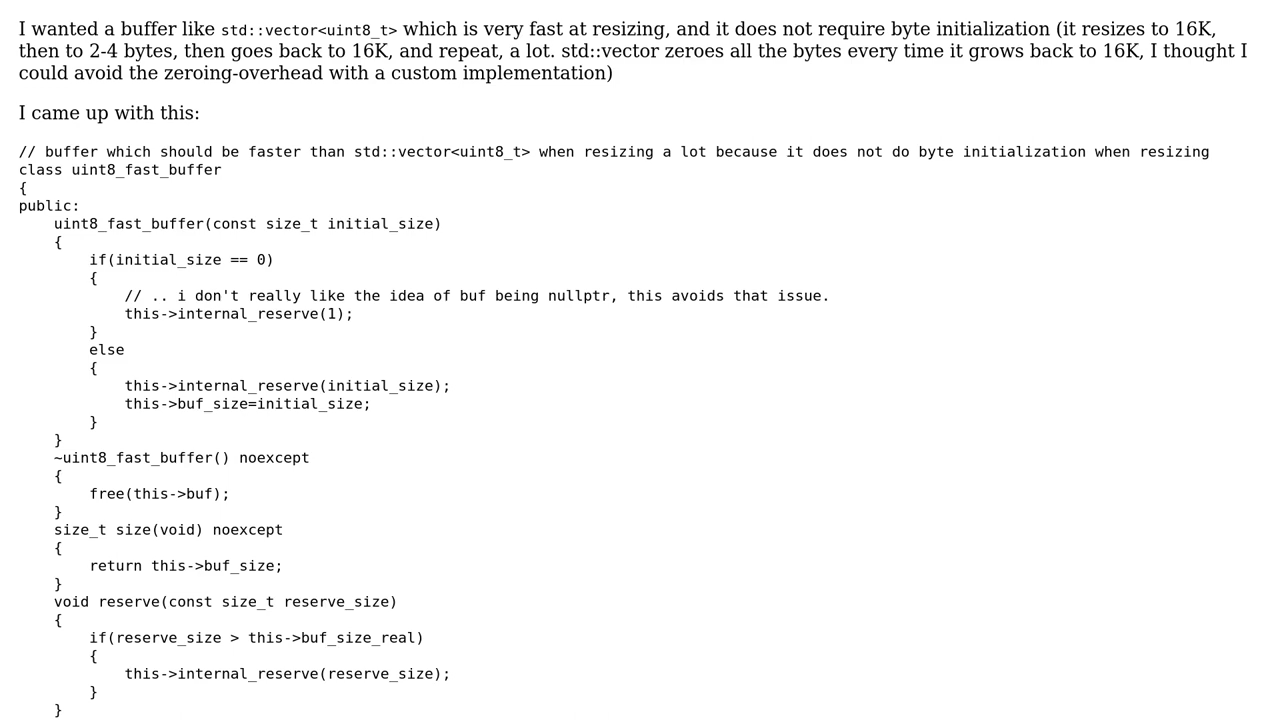 I wanted a buffer like std::vector<uint8_t> which is very fast at resizing, and it does not require byte initialization (it resizes to 16K,
then to 2-4 bytes, then goes back to 16K, and repeat, a lot. std::vector zeroes all the bytes every time it grows back to 16K, I thought I
could avoid the zeroing-overhead with a custom implementation)
I came up with this:
// buffer which should be faster than std::vector<uint8_t> when resizing a lot because it does not do byte initialization when resizing
class uint8_fast_buffer
{
public:
    uint8_fast_buffer(const size_t initial_size)
    {
        if(initial_size == 0)
        {
            // .. i don't really like the idea of buf being nullptr, this avoids that issue.
            this->internal_reserve(1);
        }
        else
        {
            this->internal_reserve(initial_size);
            this->buf_size=initial_size;
        }
    }
    ~uint8_fast_buffer() noexcept
    {
        free(this->buf);
    }
    size_t size(void) noexcept
    {
        return this->buf_size;
    }
    void reserve(const size_t reserve_size)
    {
        if(reserve_size > this->buf_size_real)
        {
            this->internal_reserve(reserve_size);
        }
    }